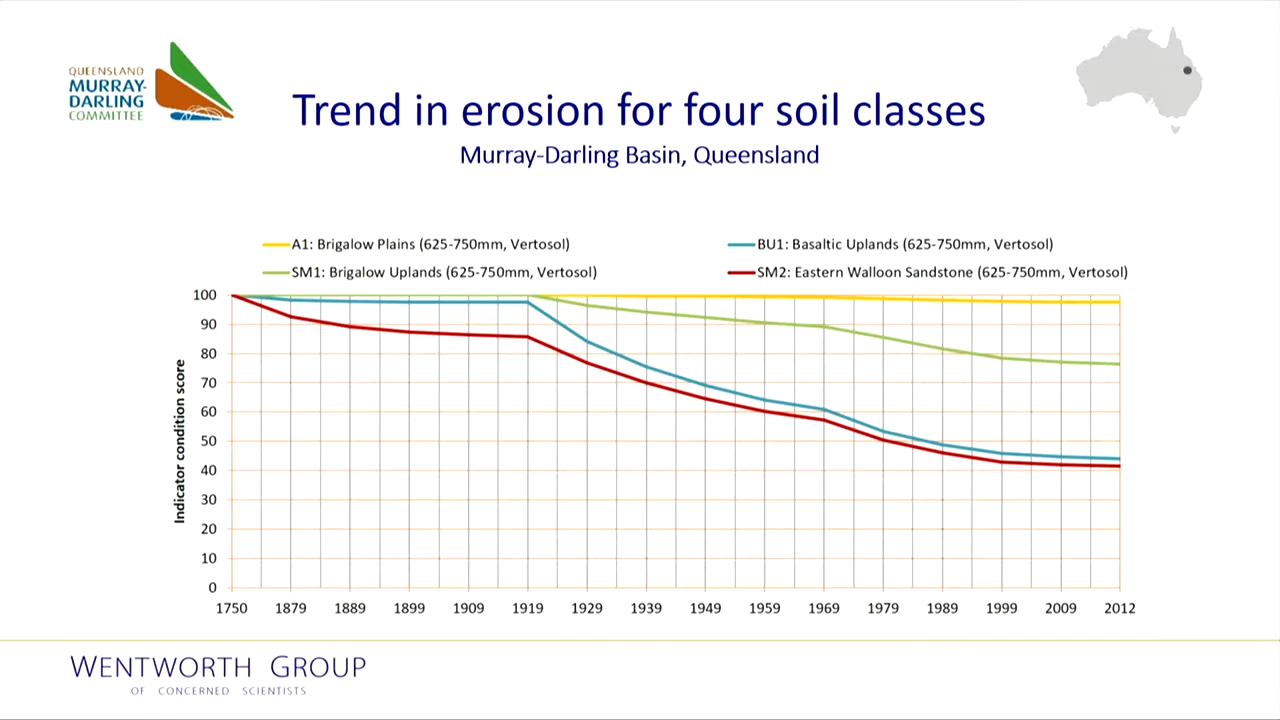 QUEENSLAND
MURRAY-
DARLING
COMMITTEE
Trend in erosion for four soil classes
Murray-Darling Basin, Queensland
A1: Brigalow Plains (625-750mm, Vertosol)
BU1: Basaltic Uplands (625-750mm, Vertosol)
SM1: Brigalow Uplands (625-750mm, Vertosol)
SM2: Eastern Walloon Sandstone (625-750mm, Vertosol)
Indicator condition score
100
90
80
70
60
50
40
30
20
10
0
1750 1879 1889 1899 1909 1919 1929 1939 1949 1959 1969 1979 1989 1999 2009 2012
WENTWORTH GROUP
OF CONCERNED SCIENTISTS